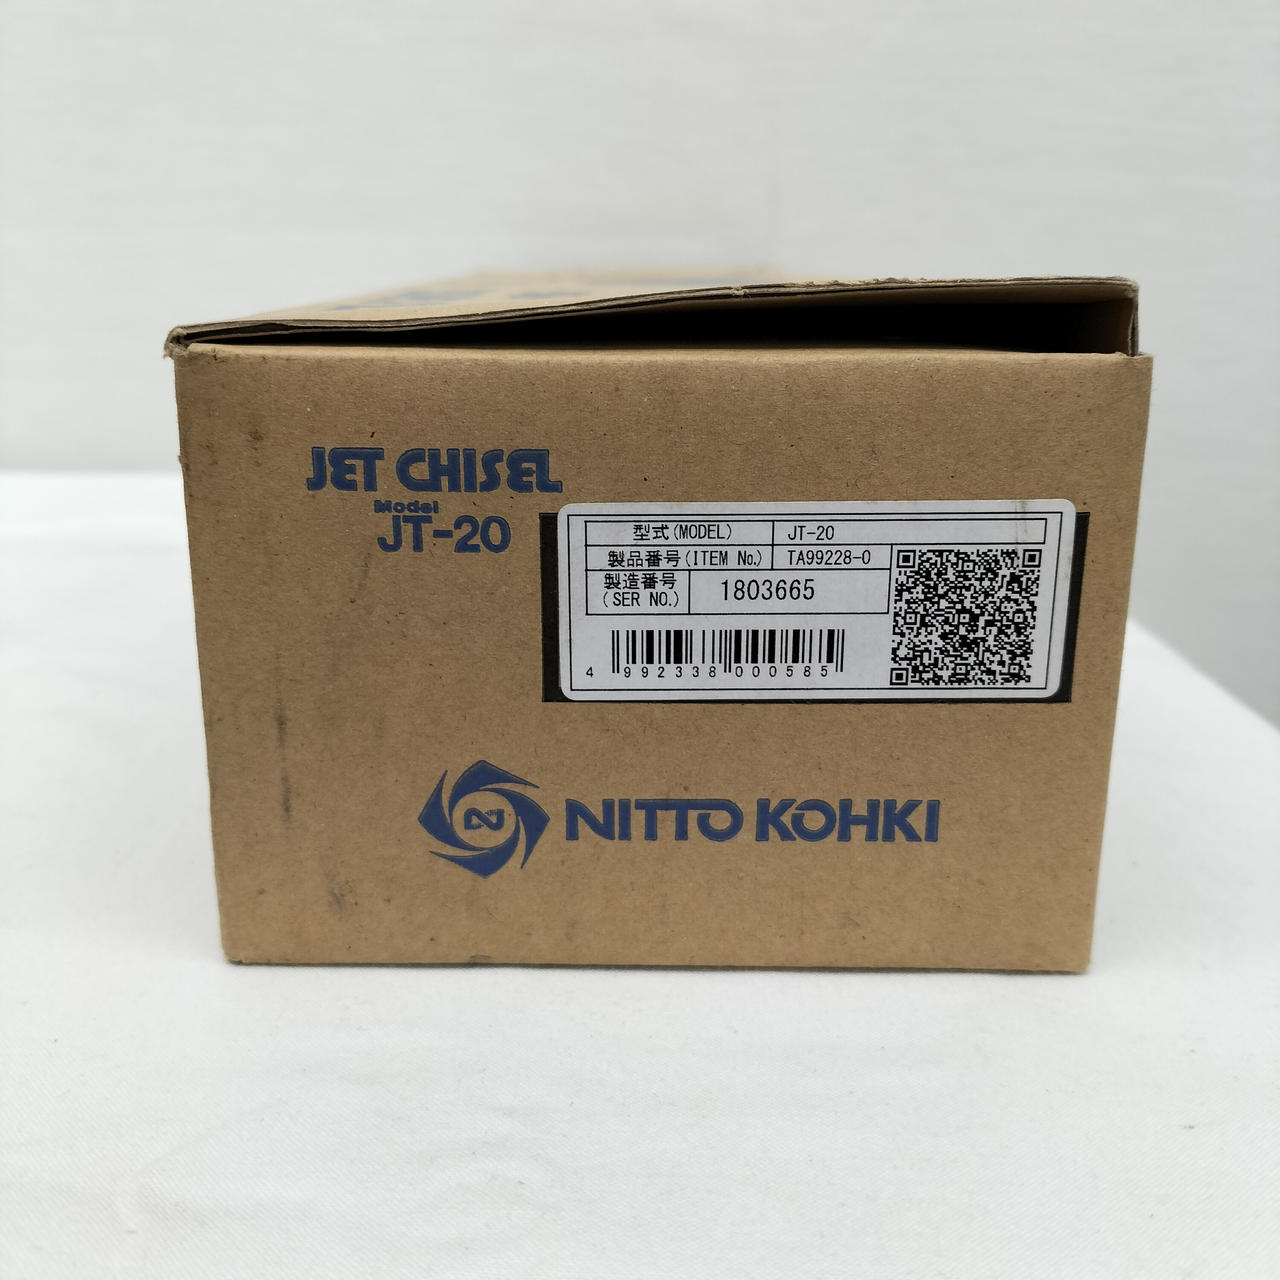 JET CHISEL
Model
JT-20
型式(MODEL) JT-20
製品番号(ITEM No.) TA99228-0
製造番号
(SER NO.) 1803665
4 992338 000585
N
NITTO KOHKI